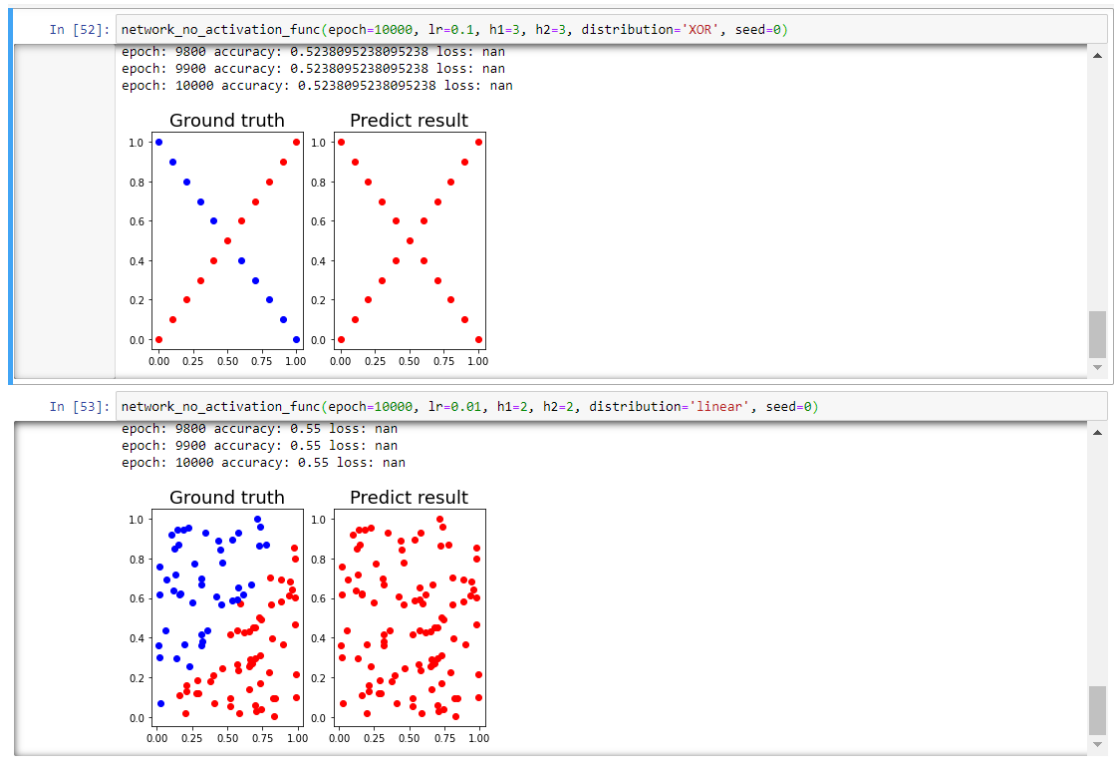 In [52]: network_no_activation_func(epoch=10000, lr=0.1, h1=3, h2=3, distribution='XOR', seed=0)
epoch: 9800 accuracy: 0.5238095238095238 loss: nan
epoch: 9900 accuracy: 0.5238095238095238 loss: nan
epoch: 10000 accuracy: 0.5238095238095238 loss: nan
Ground truth Predict result
1.0 1.0
0.8 0.8
0.6 0.6
0.4 0.4
0.2 0.2
0.0 0.0
0.00 0.25 0.50 0.75 1.00 0.00 0.25 0.50 0.75 1.00
In [53]: network_no_activation_func(epoch=10000, lr=0.01, h1=2, h2=2, distribution='linear', seed=0)
epoch: 9800 accuracy: 0.55 loss: nan
epoch: 9900 accuracy: 0.55 loss: nan
epoch: 10000 accuracy: 0.55 loss: nan
Ground truth Predict result
1.0 1.0
0.8 0.8
0.6 0.6
0.4 0.4
0.2 0.2
0.0 0.0
0.00 0.25 0.50 0.75 1.00 0.00 0.25 0.50 0.75 1.00